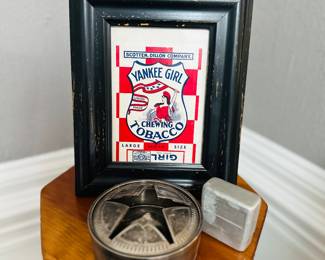 SCOTTEN, DILLON COMPANY
YANKEE GIRL
CHEWING
TOBACCO
LARGE SIZE
GIRL